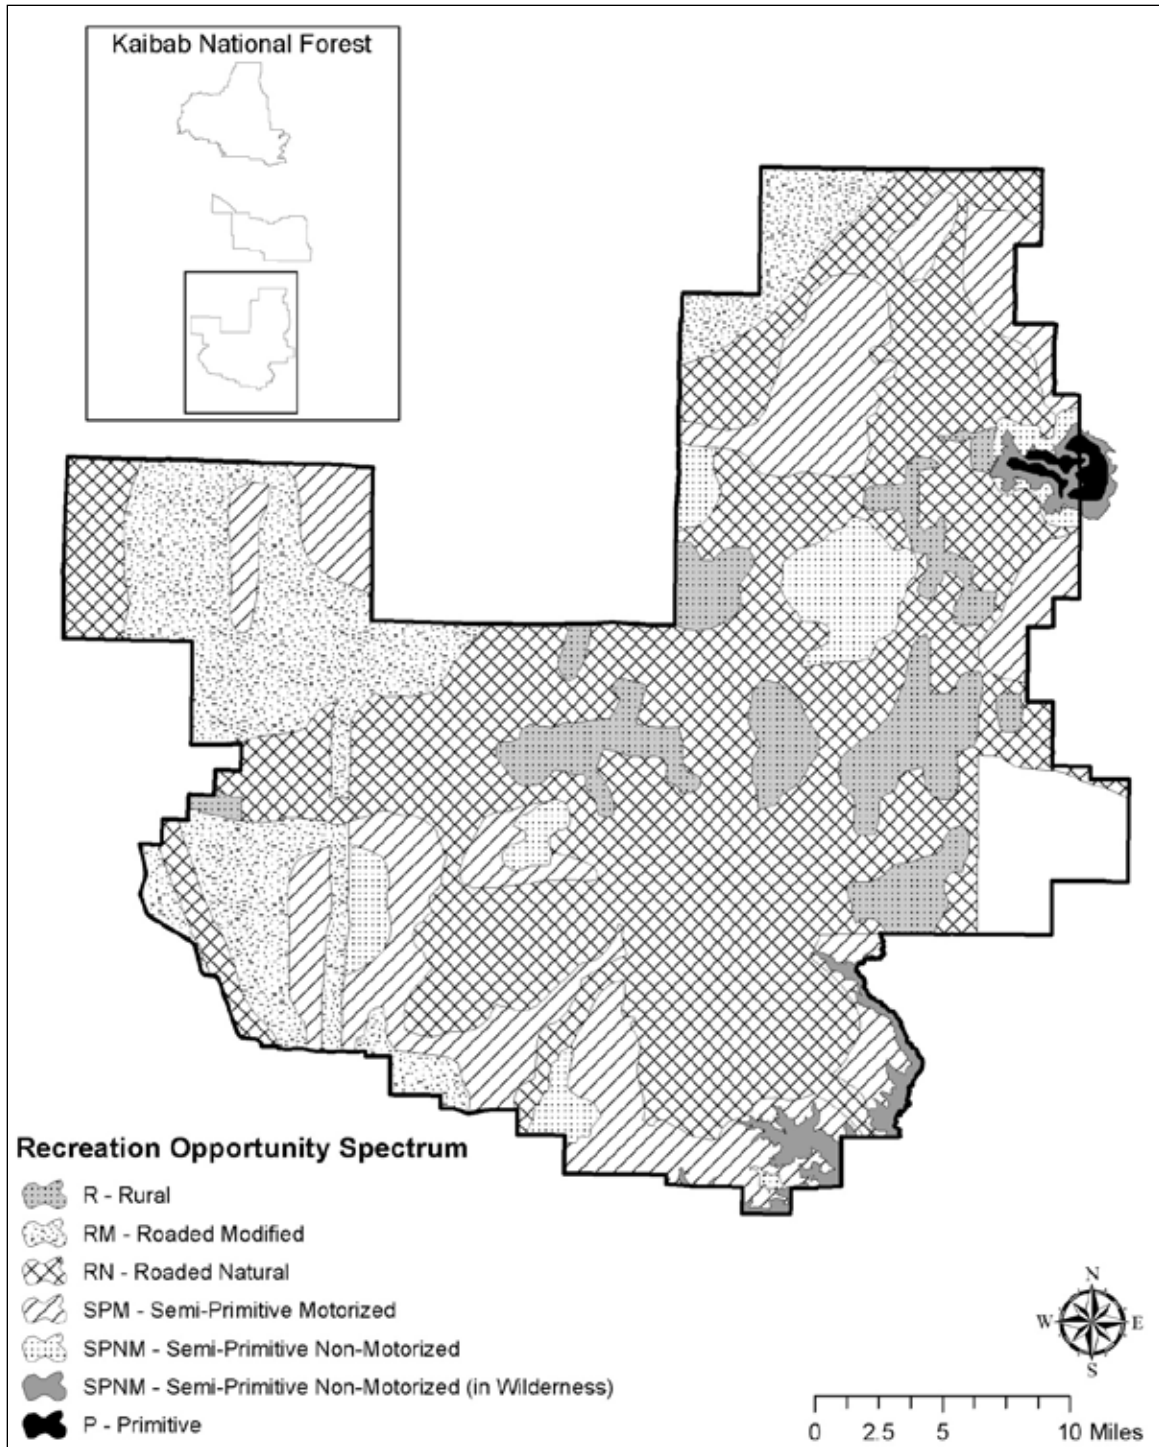 Kaibab National Forest
Recreation Opportunity Spectrum
R - Rural
RM - Roaded Modified
RN - Roaded Natural
SPM - Semi-Primitive Motorized
SPNM - Semi-Primitive Non-Motorized
SPNM - Semi-Primitive Non-Motorized (in Wilderness)
P - Primitive
N
W E
S
0 2.5 5 10 Miles